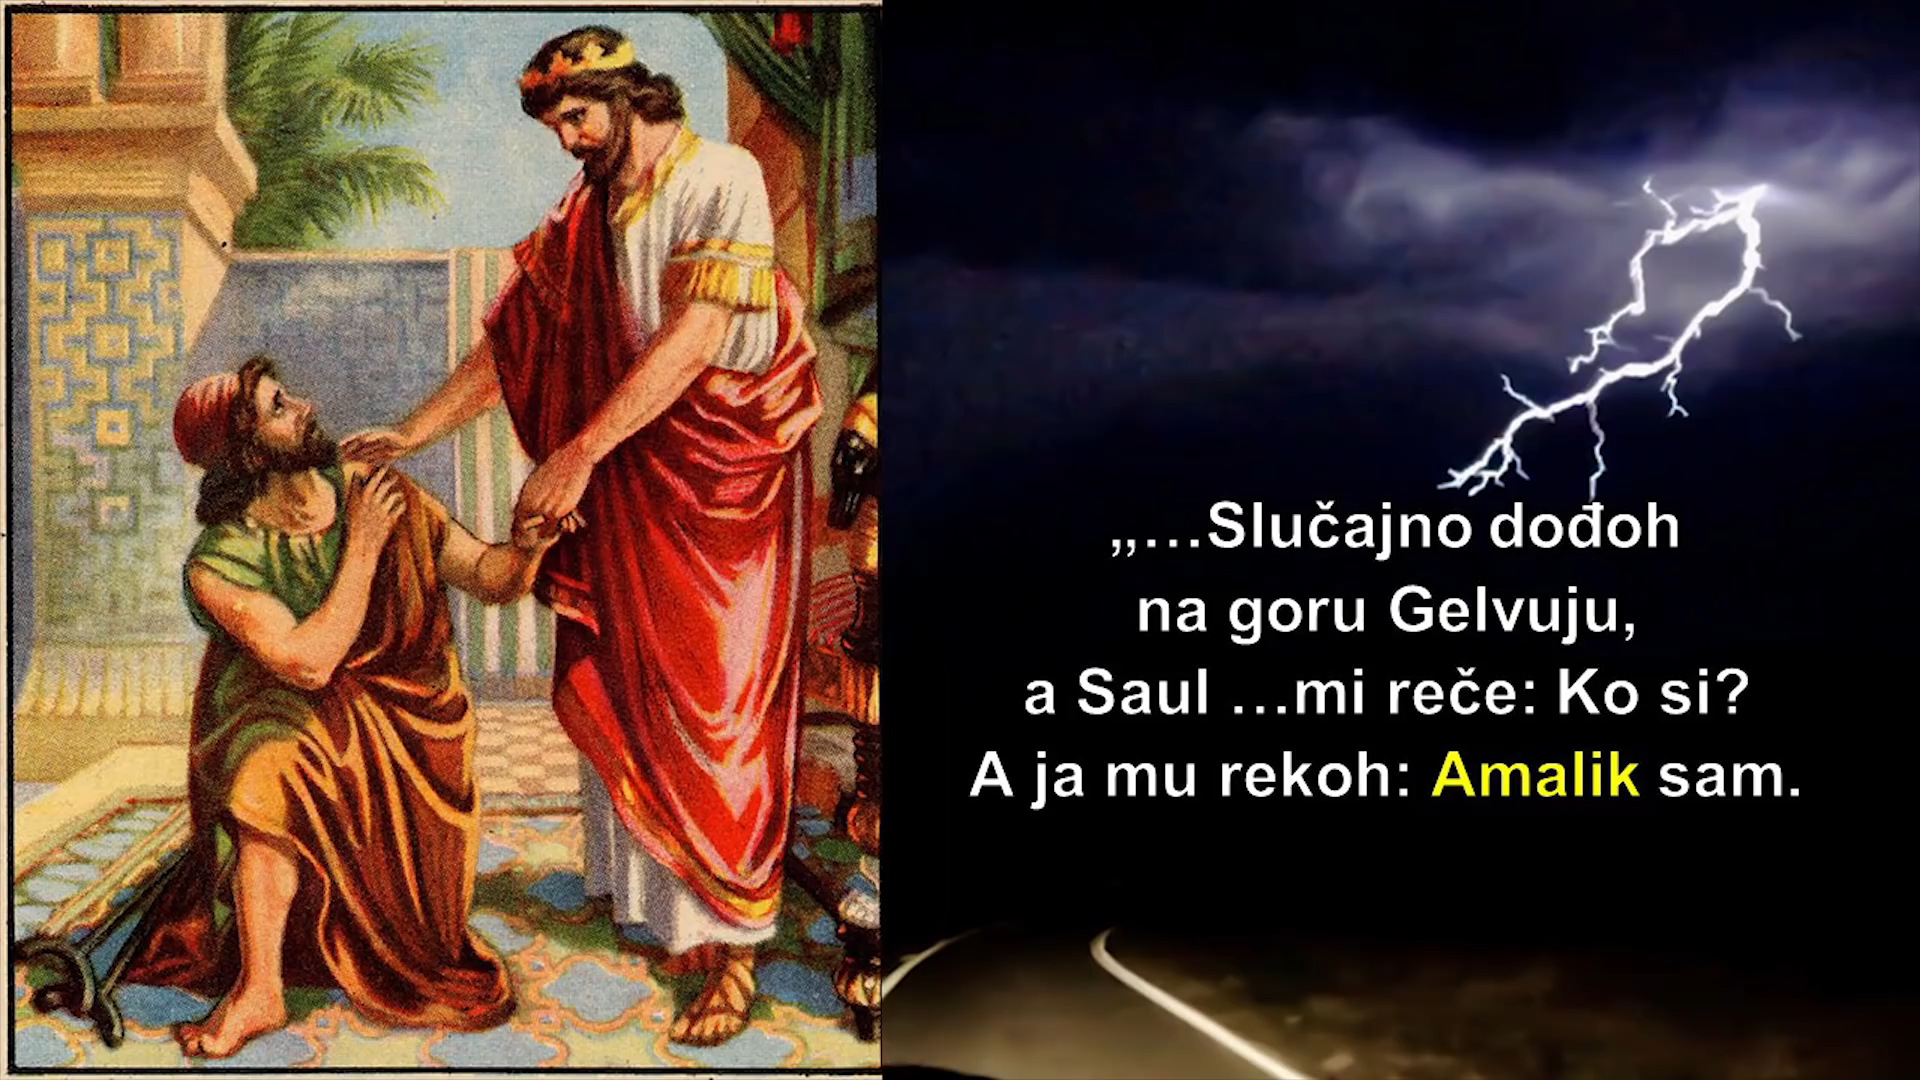 „…Slučajno dođoh
na goru Gelvuju,
a Saul …mi reče: Ko si?
A ja mu rekoh: Amalik sam.